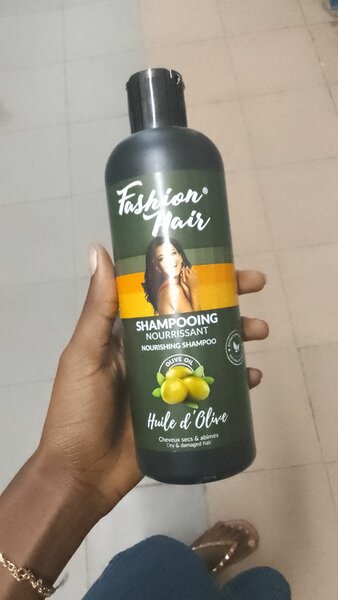 Fashion®
Hair
SHAMPOOING
NOURRISSANT
NOURISHING SHAMPOO
OLIVE OIL
Huile d'Olive
Cheveux secs & abîmés
Dry & damaged hair